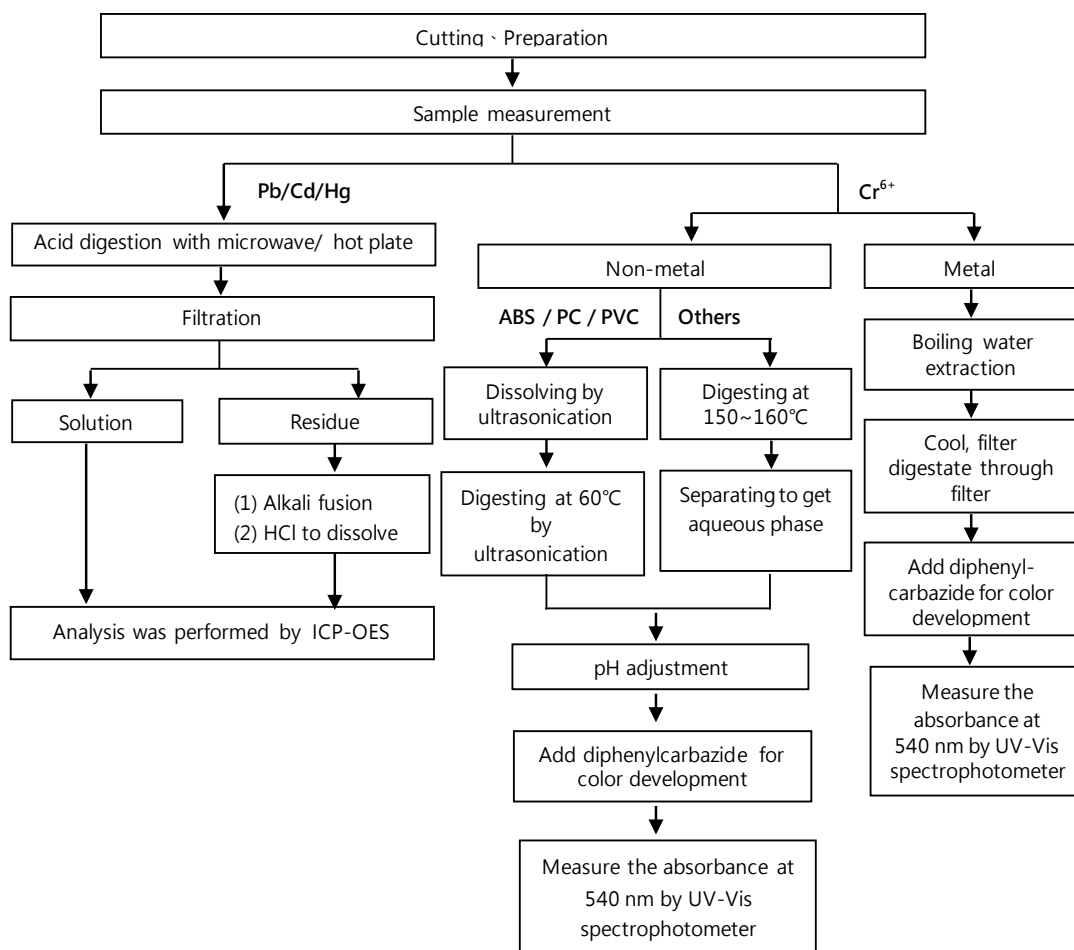 Cutting、Preparation
Sample measurement
Pb/Cd/Hg
Acid digestion with microwave/ hot plate
Filtration
Solution
Residue
(1) Alkali fusion
(2) HCl to dissolve
Analysis was performed by ICP-OES
Cr⁶⁺
Non-metal
ABS / PC / PVC
Others
Dissolving by
ultrasonication
Digesting at
150~160℃
Digesting at 60℃
by
ultrasonication
Separating to get
aqueous phase
pH adjustment
Add diphenylcarbazide for
color development
Measure the absorbance at
540 nm by UV-Vis
spectrophotometer
Metal
Boiling water
extraction
Cool, filter
digestate through
filter
Add diphenyl-
carbazide for color
development
Measure the
absorbance at
540 nm by UV-Vis
spectrophotometer